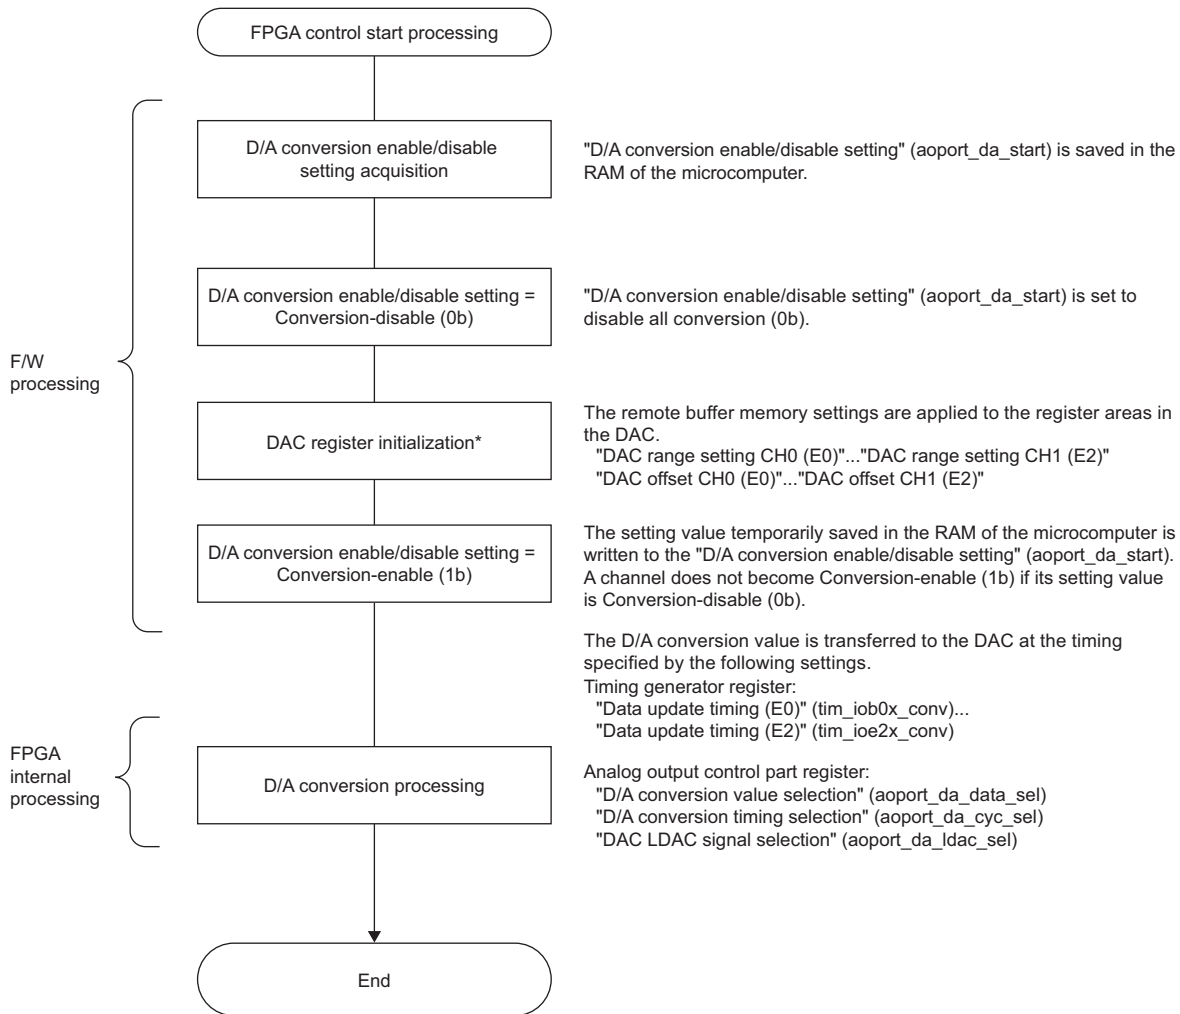 FPGA control start processing
D/A conversion enable/disable
setting acquisition
"D/A conversion enable/disable setting" (aoport_da_start) is saved in the
RAM of the microcomputer.
D/A conversion enable/disable setting =
Conversion-disable (0b)
"D/A conversion enable/disable setting" (aoport_da_start) is set to
disable all conversion (0b).
F/W
processing
DAC register initialization*
The remote buffer memory settings are applied to the register areas in
the DAC.
"DAC range setting CH0 (E0)"..."DAC range setting CH1 (E2)"
"DAC offset CH0 (E0)"..."DAC offset CH1 (E2)"
D/A conversion enable/disable setting =
Conversion-enable (1b)
The setting value temporarily saved in the RAM of the microcomputer is
written to the "D/A conversion enable/disable setting" (aoport_da_start).
A channel does not become Conversion-enable (1b) if its setting value
is Conversion-disable (0b).
The D/A conversion value is transferred to the DAC at the timing
specified by the following settings.
Timing generator register:
"Data update timing (E0)" (tim_iob0x_conv)...
"Data update timing (E2)" (tim_ioe2x_conv)
FPGA
internal
processing
D/A conversion processing
Analog output control part register:
"D/A conversion value selection" (aoport_da_data_sel)
"D/A conversion timing selection" (aoport_da_cyc_sel)
"DAC LDAC signal selection" (aoport_da_ldac_sel)
End